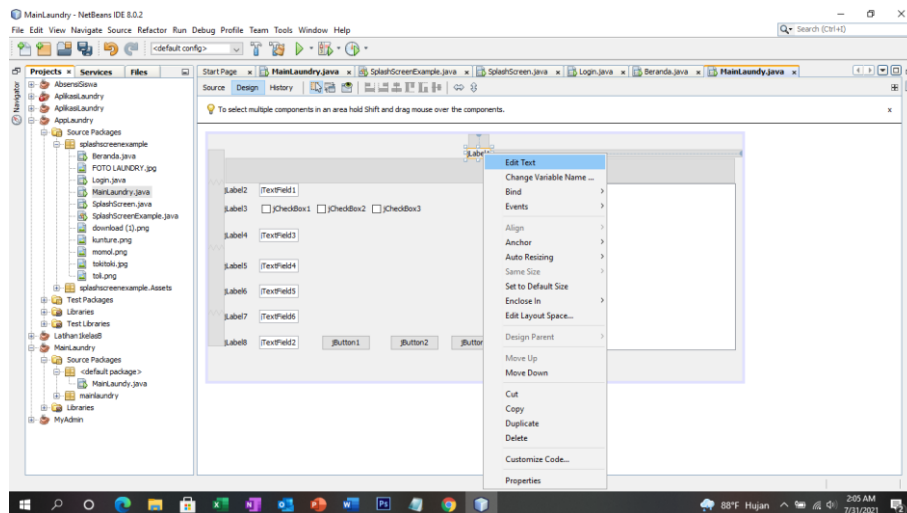 MainLaundry - NetBeans IDE 8.0.2
File Edit View Navigate Source Refactor Run Debug Profile Team Tools Window Help
Search (Ctrl+I)
<default config>
Projects Services Files
Start Page MainLaundry.java SplashScreenExample.java SplashScreen.java Login.java Beranda.java MainLaundy.java
Navigator
Source Design History
To select multiple components in an area hold Shift and drag mouse over the components.
AbsensiSiswa
AplikasiLaundry
AplikasLaundry
AppLaundry
Source Packages
splashscreenexample
Beranda.java
FOTO LAUNDRY.jpg
Login.java
MainLaundry.java
SplashScreen.java
SplashScreenExample.java
download (1).png
kunture.png
momol.png
tokitoki.jpg
toli.png
splashscreenexample.Assets
Test Packages
Libraries
Test Libraries
Latihan1kelasB
MainLaundry
Source Packages
<default package>
MainLaundy.java
mainlaundry
Libraries
MyAdmin
jLabel2 jTextField1
jLabel3 jCheckBox1 jCheckBox2 jCheckBox3
jLabel4 jTextField3
jLabel5 jTextField4
jLabel6 jTextField5
jLabel7 jTextField6
jLabel8 jTextField2 jButton1 jButton2
Edit Text
Change Variable Name ...
Bind
Events
Align
Anchor
Auto Resizing
Same Size
Set to Default Size
Enclose In
Edit Layout Space...
Design Parent
Move Up
Move Down
Cut
Copy
Duplicate
Delete
Customize Code...
Properties
88°F Hujan
2:05 AM
7/31/2021